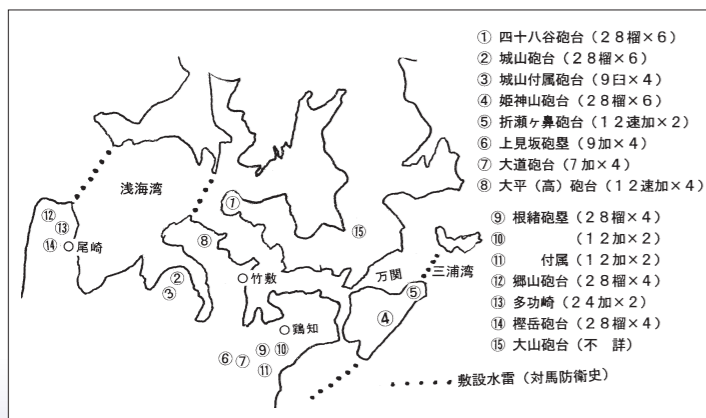 ① 四十八谷砲台（２８榴×６）
② 城山砲台（２８榴×６）
③ 城山付属砲台（９臼×４）
④ 姫神山砲台（２８榴×６）
⑤ 折瀬ヶ鼻砲台（１２速加×２）
⑥ 上見坂砲塁（９加×４）
⑦ 大道砲台（７加×４）
⑧ 大平（高）砲台（１２速加×４）
⑨ 根緒砲塁（２８榴×４）
⑩ （１２加×２）
⑪ 付属（１２加×２）
⑫ 郷山砲台（２８榴×４）
⑬ 多功崎（２４加×２）
⑭ 樫岳砲台（２８榴×４）
⑮ 大山砲台（不 詳）
敷設水雷（対馬防衛史）
浅海湾
①
⑮
⑫
⑬
⑭ 尾崎
⑧
②
③
竹敷
万関
三浦湾
⑤
④
鶏知
⑥ ⑦ ⑨ ⑩
⑪